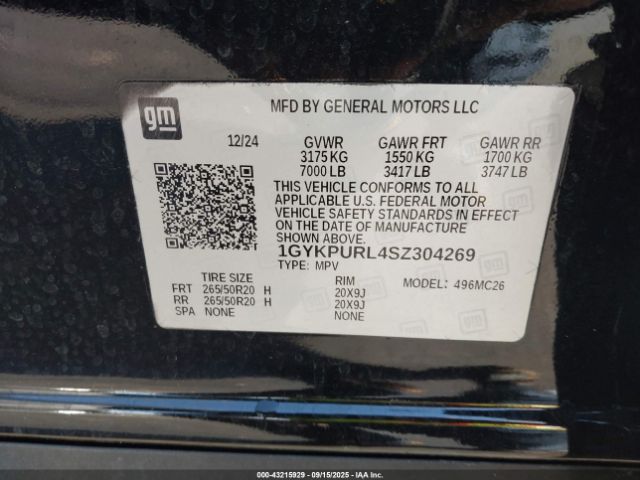 gm
MFD BY GENERAL MOTORS LLC
12/24 GVWR GAWR FRT GAWR RR
3175 KG 1550 KG 1700 KG
7000 LB 3417 LB 3747 LB
THIS VEHICLE CONFORMS TO ALL
APPLICABLE U.S. FEDERAL MOTOR
VEHICLE SAFETY STANDARDS IN EFFECT
ON THE DATE OF MANUFACTURE
SHOWN ABOVE.
1GYKPURL4SZ304269
TYPE: MPV
TIRE SIZE RIM MODEL: 496MC26
FRT 265/50R20 H 20X9J
RR 265/50R20 H 20X9J
SPA NONE NONE
© 00-43215929 - 09/15/2025 - IAA, Inc.